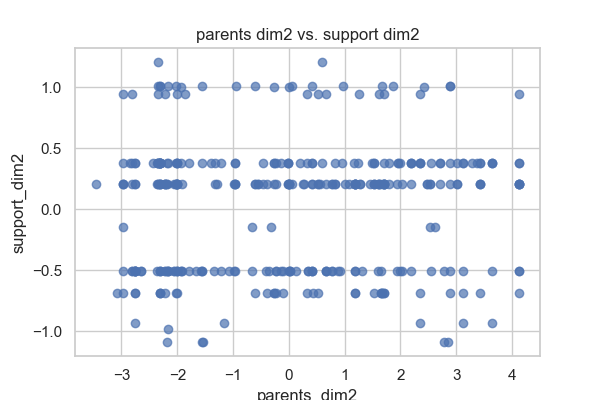 parents dim2 vs. support dim2
1.0
0.5
0.0
−0.5
−1.0
support_dim2
−3 −2 −1 0 1 2 3 4
parents_dim2